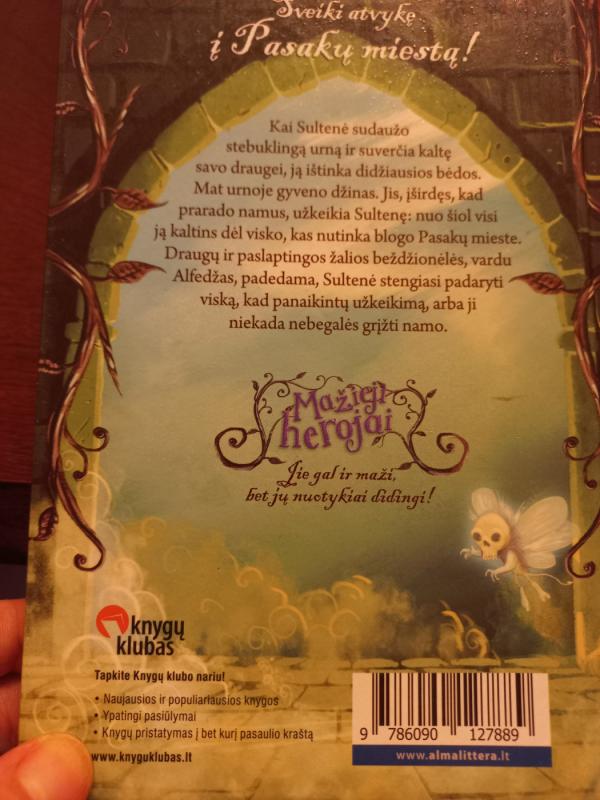 Sveiki atvykę
į Pasakų miestą!
Kai Sultenė sudaužo
stebuklingą urną ir suverčia kaltę
savo draugei, ją ištinka didžiausios bėdos.
Mat urnoje gyveno džinas. Jis, įširdęs, kad
prarado namus, užkeikia Sultenę: nuo šiol visi
ją kaltins dėl visko, kas nutinka blogo Pasakų mieste.
Draugų ir paslaptingos žalios beždžionėlės, vardu
Alfedžas, padedama, Sultenė stengiasi padaryti
viską, kad panaikintų užkeikimą, arba ji
niekada nebegalės grįžti namo.
Mažieji
herojai
Jie gal ir maži,
bet jų nuotykiai didingi!
knygų
klubas
Tapkite Knygų klubo nariu!
• Naujausios ir populiariausios knygos
• Ypatingi pasiūlymai
• Knygų pristatymas į bet kurį pasaulio kraštą
www.knyguklubas.lt
9 786090 127889
www.almalittera.lt